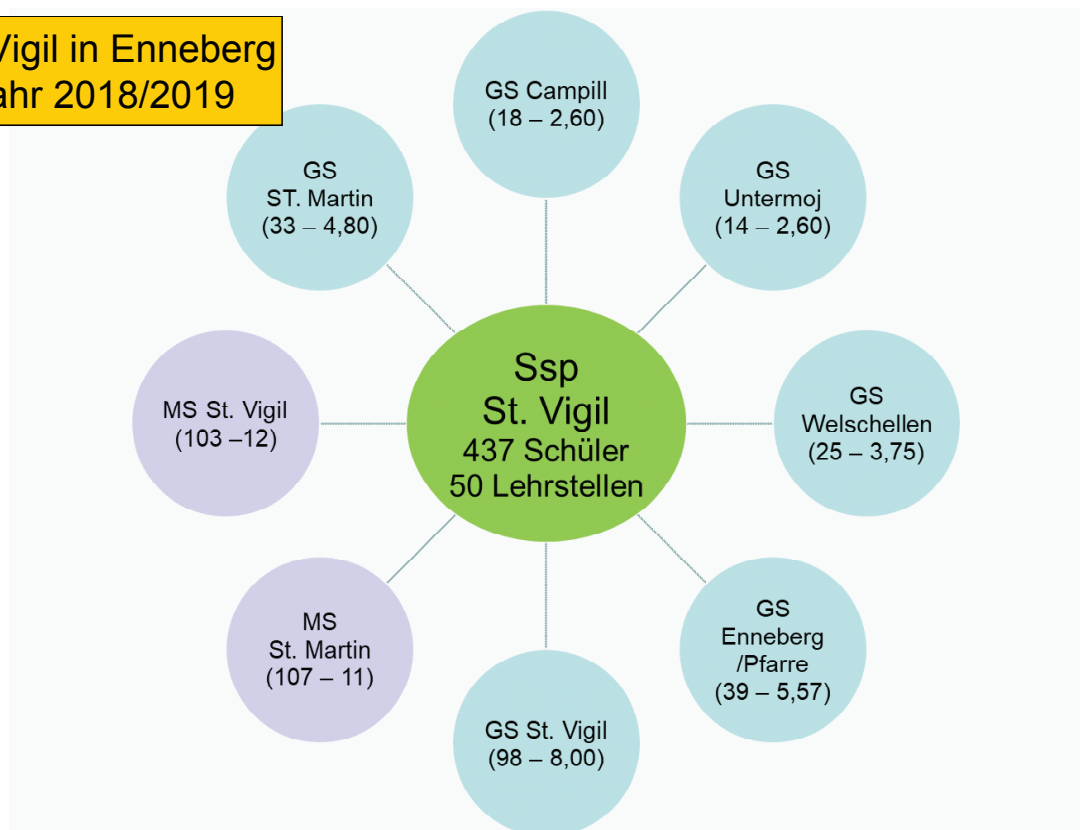 Vigil in Enneberg
ahr 2018/2019
GS Campill
(18 – 2,60)
GS
Untermoj
(14 – 2,60)
GS
Welschellen
(25 – 3,75)
GS
Enneberg
/Pfarre
(39 – 5,57)
GS St. Vigil
(98 – 8,00)
MS
St. Martin
(107 – 11)
MS St. Vigil
(103 –12)
GS
ST. Martin
(33 – 4,80)
Ssp
St. Vigil
437 Schüler
50 Lehrstellen